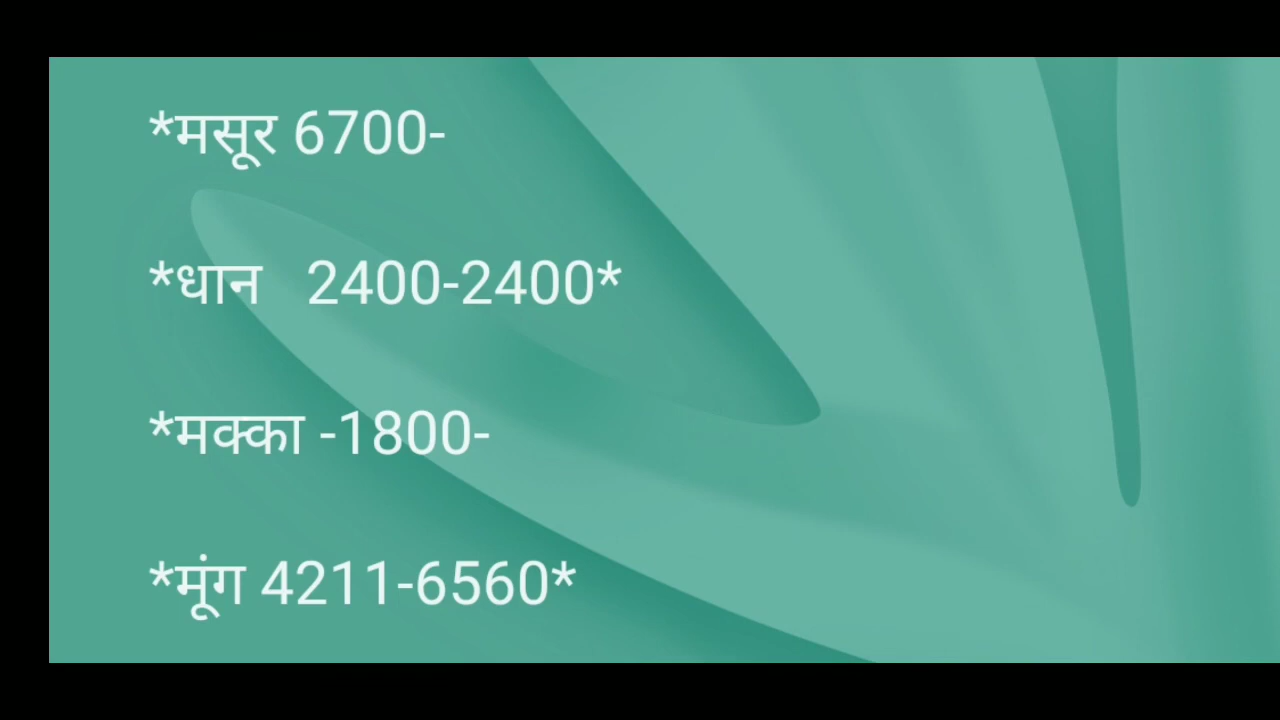 *मसूर 6700-
*धान 2400-2400*
*मक्का -1800-
*मूंग 4211-6560*